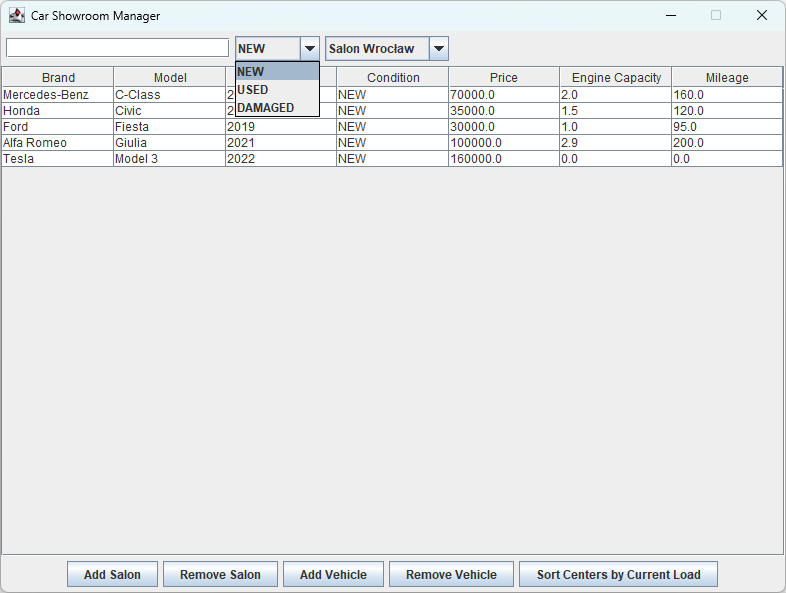 Car Showroom Manager
NEW Salon Wrocław
NEW
USED
DAMAGED
Brand Model Condition Price Engine Capacity Mileage
Mercedes-Benz C-Class 2 NEW 70000.0 2.0 160.0
Honda Civic 2 NEW 35000.0 1.5 120.0
Ford Fiesta 2019 NEW 30000.0 1.0 95.0
Alfa Romeo Giulia 2021 NEW 100000.0 2.9 200.0
Tesla Model 3 2022 NEW 160000.0 0.0 0.0
Add Salon Remove Salon Add Vehicle Remove Vehicle Sort Centers by Current Load